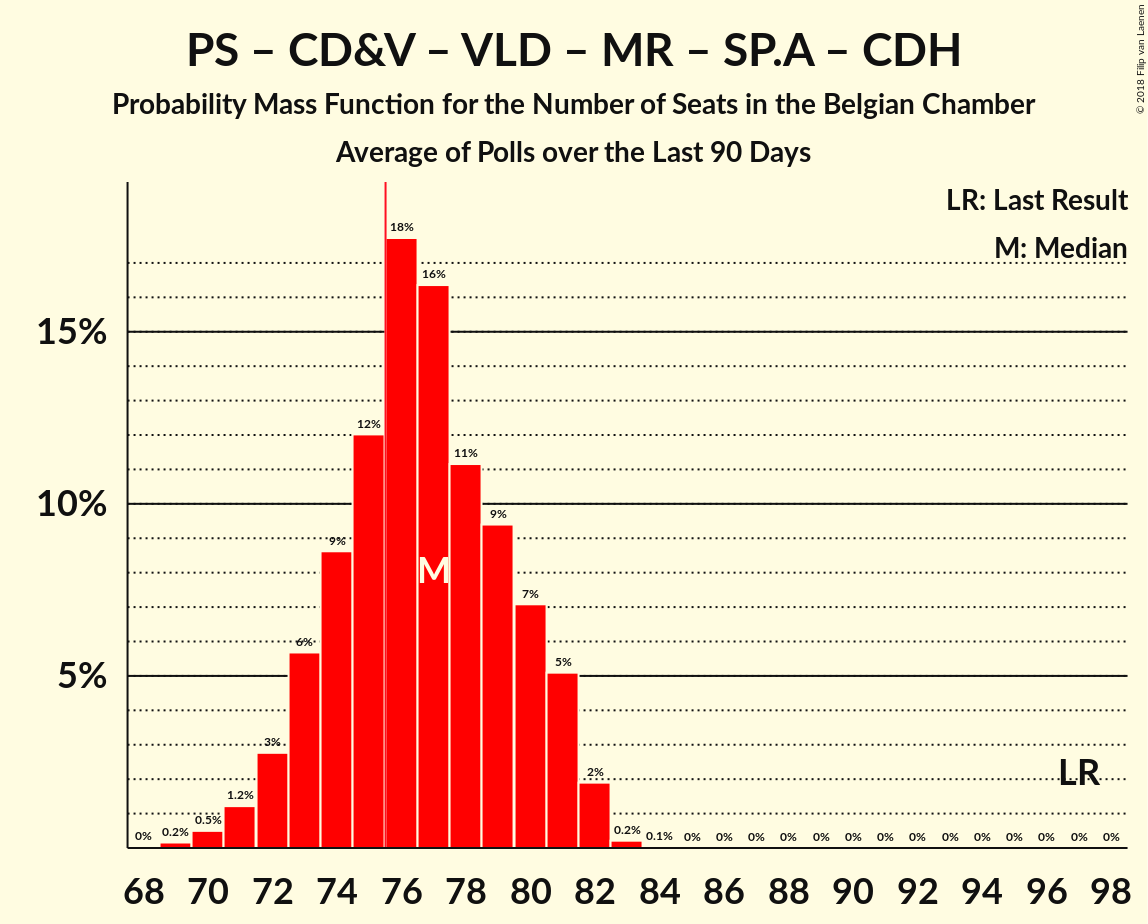 PS – CD&V – VLD – MR – SP.A – CDH
Probability Mass Function for the Number of Seats in the Belgian Chamber
Average of Polls over the Last 90 Days
© 2018 Filip van Laenen
LR: Last Result
M: Median
15%
10%
5%
0% 0.2% 0.5% 1.2% 3% 6% 9% 12% 18% 16% 11% 9% 7% 5% 2% 0.2% 0.1% 0% 0% 0% 0% 0% 0% 0% 0% 0% 0% 0% 0% 0% 0%
M
LR
68 70 72 74 76 78 80 82 84 86 88 90 92 94 96 98